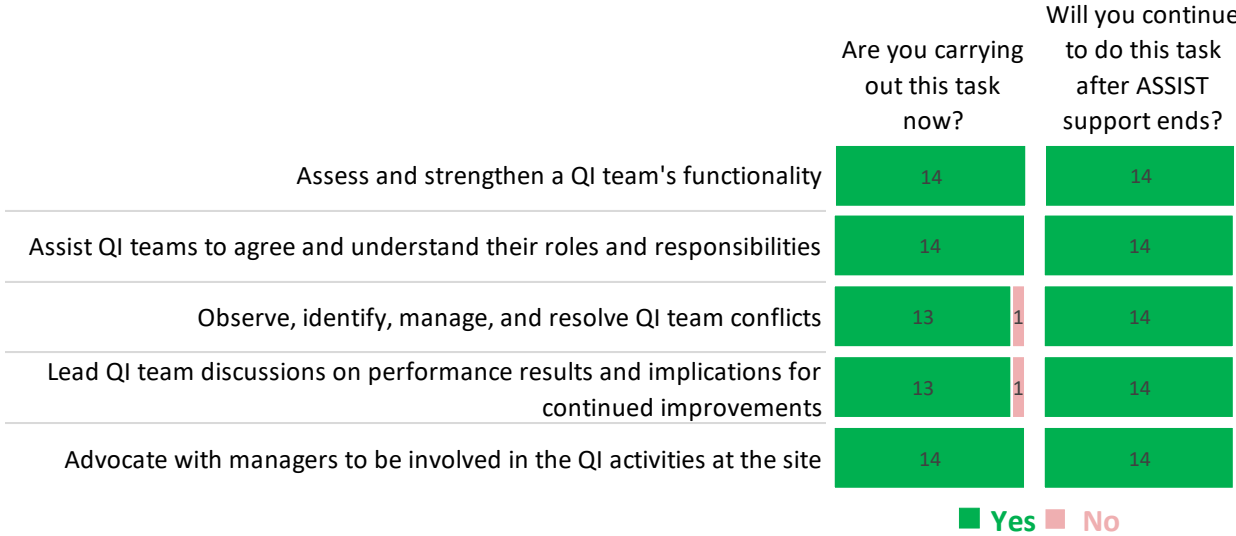 Are you carrying
out this task
now?
Will you continue
to do this task
after ASSIST
support ends?
Assess and strengthen a QI team's functionality
14
14
Assist QI teams to agree and understand their roles and responsibilities
14
14
Observe, identify, manage, and resolve QI team conflicts
13
1
14
Lead QI team discussions on performance results and implications for
continued improvements
13
1
14
Advocate with managers to be involved in the QI activities at the site
14
14
Yes
No